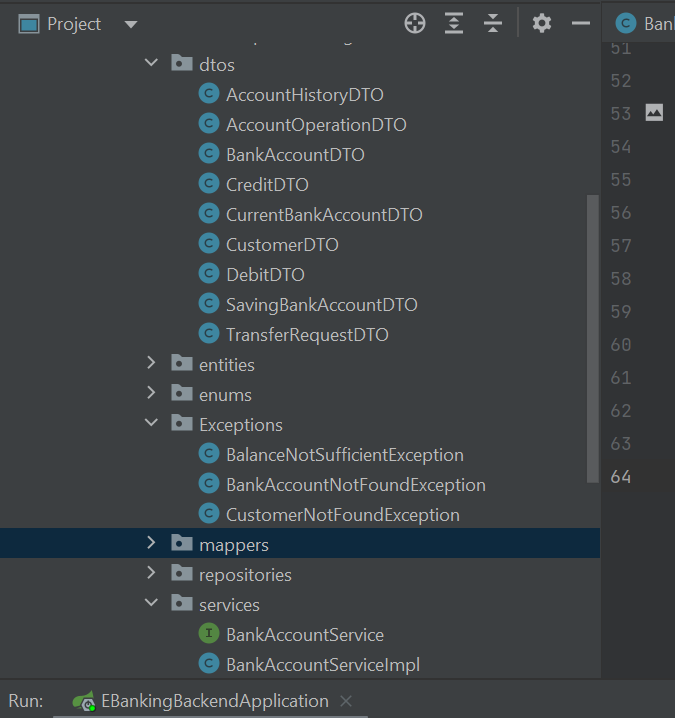 Project
Ban
dtos
AccountHistoryDTO
AccountOperationDTO
BankAccountDTO
CreditDTO
CurrentBankAccountDTO
CustomerDTO
DebitDTO
SavingBankAccountDTO
TransferRequestDTO
entities
enums
Exceptions
BalanceNotSufficientException
BankAccountNotFoundException
CustomerNotFoundException
mappers
repositories
services
BankAccountService
BankAccountServiceImpl
51
52
53
54
55
56
57
58
59
60
61
62
63
64
Run: EBankingBackendApplication